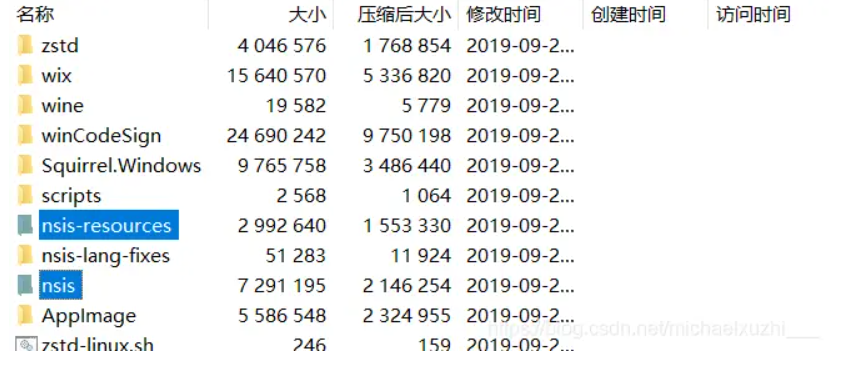 名称 大小 压缩后大小 修改时间 创建时间 访问时间
zstd 4 046 576 1 768 854 2019-09-2...
wix 15 640 570 5 336 820 2019-09-2...
wine 19 582 5 779 2019-09-2...
winCodeSign 24 690 242 9 750 198 2019-09-2...
Squirrel.Windows 9 765 758 3 486 440 2019-09-2...
scripts 2 568 1 064 2019-09-2...
nsis-resources 2 992 640 1 553 330 2019-09-2...
nsis-lang-fixes 51 283 11 924 2019-09-2...
nsis 7 291 195 2 146 254 2019-09-2...
AppImage 5 586 548 2 324 955 2019-09-2...
https://blog.csdn.net/michaelxuzhi___
zstd-linux.sh 246 159 2019-09-2...